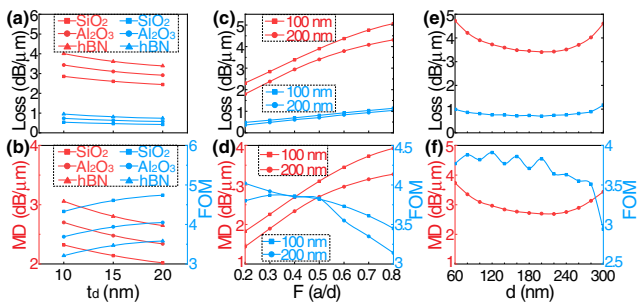 (a)
SiO2 SiO2
Al2O3 Al2O3
hBN hBN
Loss (dB/μm)
0 1 2 3 4 5 6
(b)
SiO2 SiO2
Al2O3 Al2O3
hBN hBN
MD (dB/μm)
2 3 4
FOM
3 4 5 6
10 15 20
td (nm)
(c)
100 nm
200 nm
100 nm
200 nm
Loss (dB/μm)
0 1 2 3 4 5
(d)
100 nm
200 nm
100 nm
200 nm
MD (dB/μm)
1 2 3 4
FOM
3 3.5 4 4.5
0.2 0.3 0.4 0.5 0.6 0.7 0.8
F (a/d)
(e)
Loss (dB/μm)
0 1 2 3 4 5
(f)
MD (dB/μm)
1 2 3 4 5
FOM
2.5 3 3.5 4
60 120 180 240 300
d (nm)